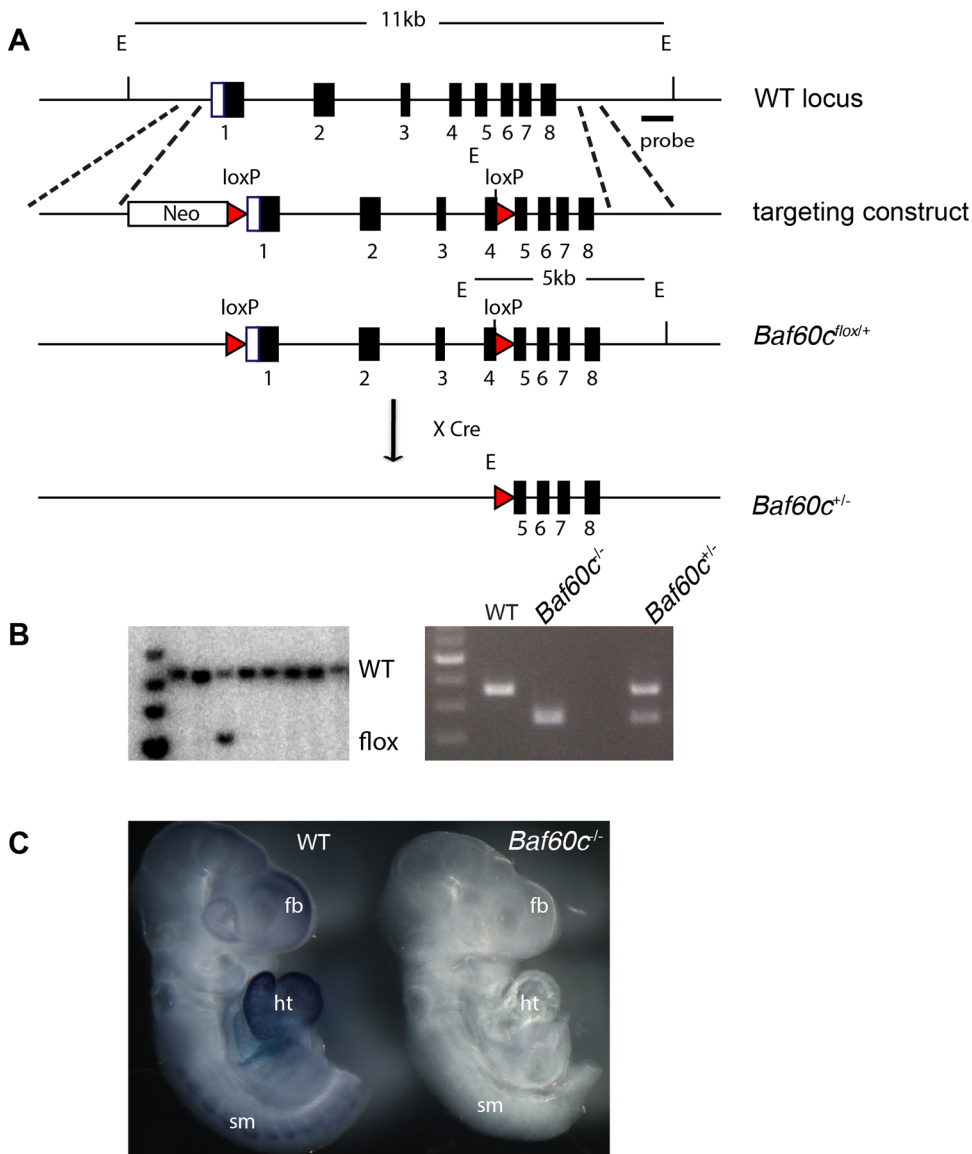 A
11kb
E E
WT locus
1 2 3 4 5 6 7 8
probe
E
loxP loxP
Neo
targeting construct
1 2 3 4 5 6 7 8
5kb
E E
loxP loxP
Baf60cflox/+
1 2 3 4 5 6 7 8
X Cre
E
Baf60c+/-
5 6 7 8
B
WT Baf60c-/- Baf60c+/-
WT
flox
C
WT Baf60c-/-
fb fb
ht ht
sm sm